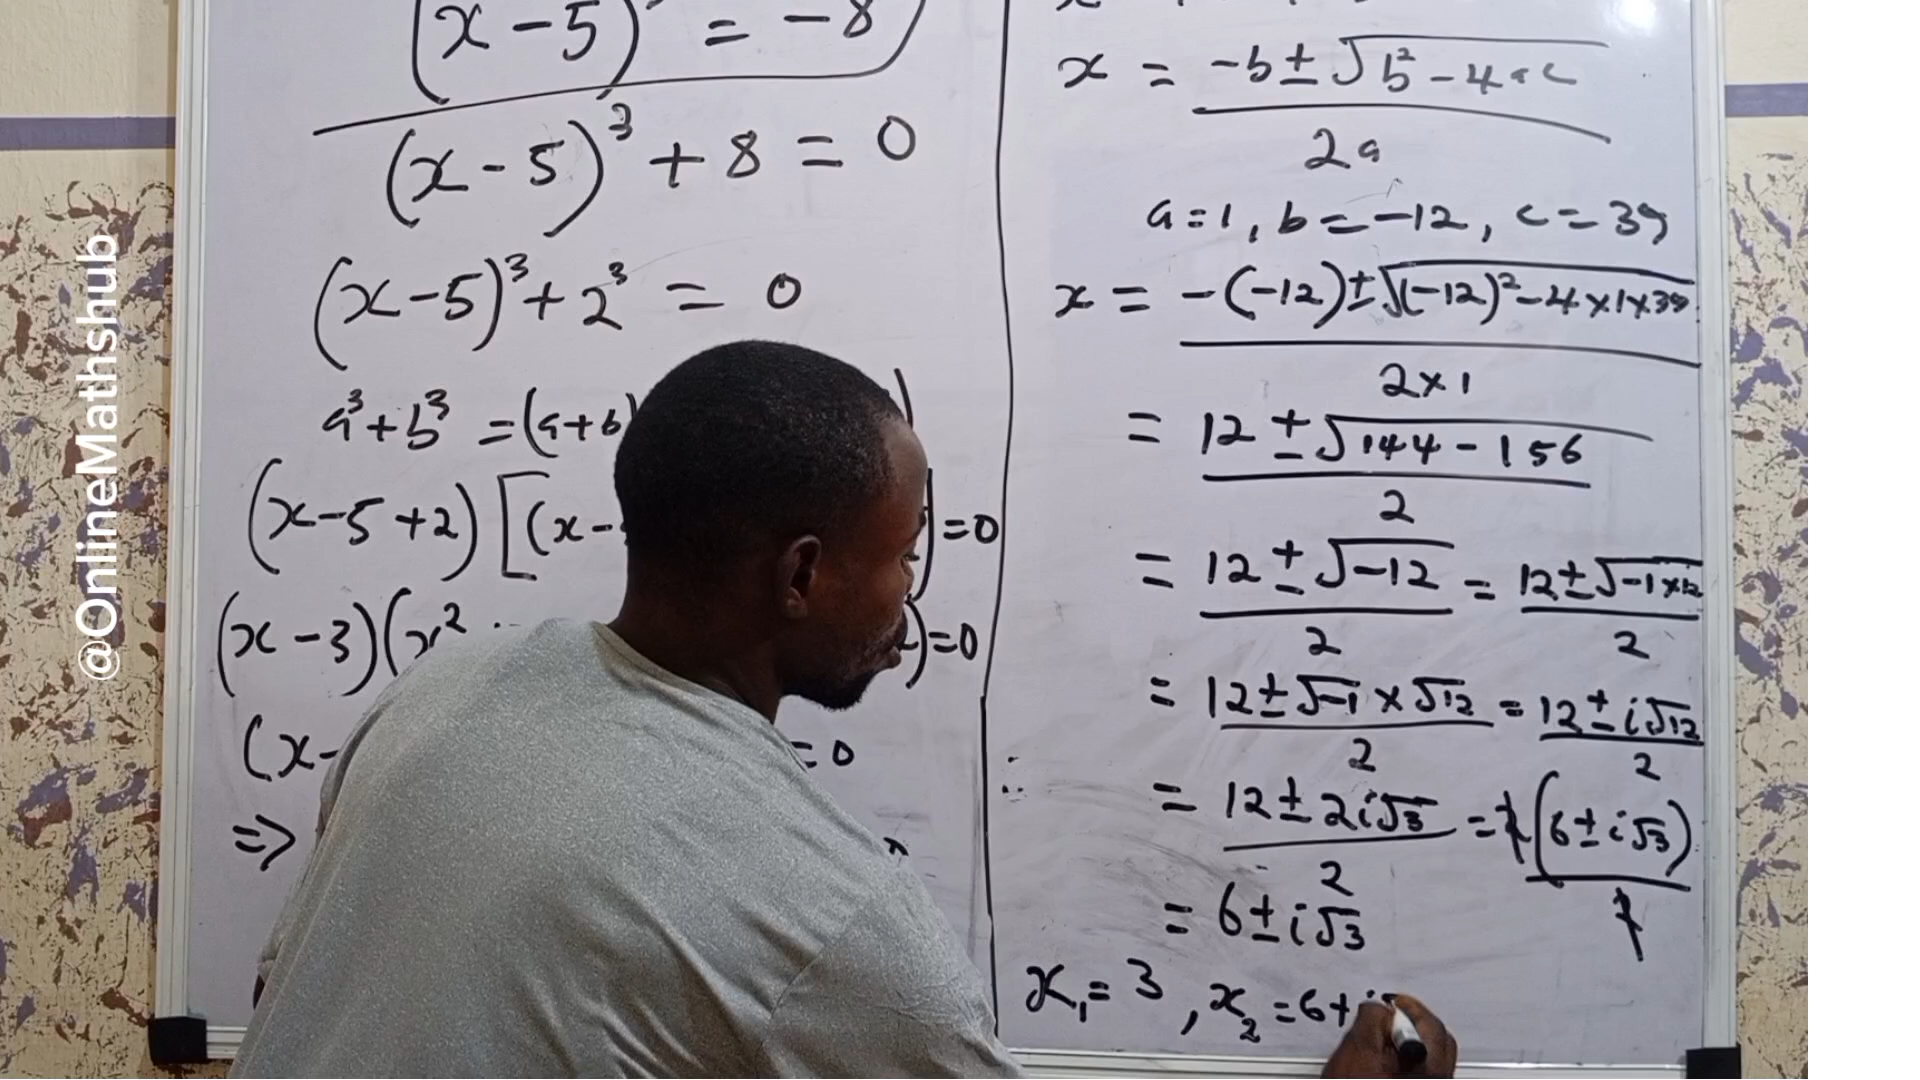 @OnlineMathshub
(x-5) = -8
(x-5)³ + 8 = 0
(x-5)³ + 2³ = 0
a³+b³ = (a+b)
(x-5+2)[(x- =0
(x-3)(x² )=0
(x- =0
=>
x = -b±√b²-4ac
2a
a=1, b=-12, c=39
x = -(-12)±√(-12)²-4×1×39
2×1
= 12±√144-156
2
= 12±√-12 = 12±√-1×12
2 2
= 12±√-1×√12 = 12±i√12
2 2
∴ = 12±2i√3 = 2(6±i√3)
2 2
= 6±i√3
x₁=3, x₂=6+i